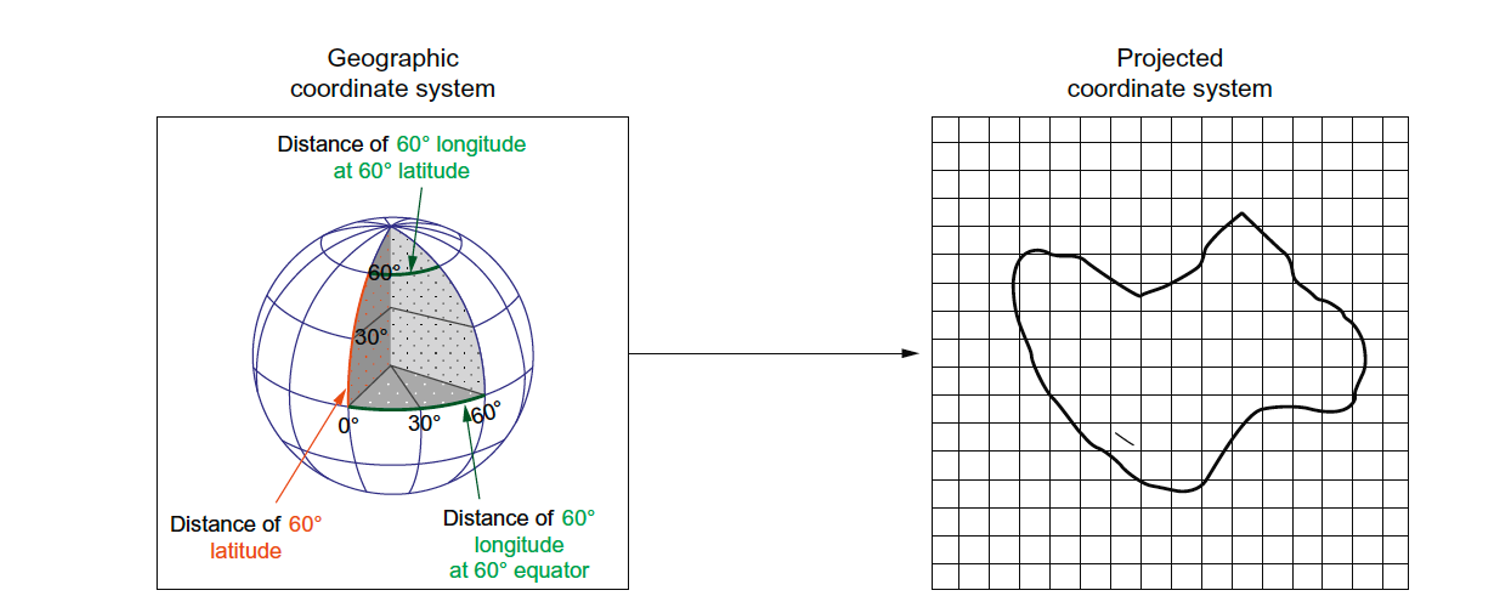 Geographic
coordinate system
Projected
coordinate system
Distance of 60° longitude
at 60° latitude
60°
30°
0°
30°
60°
Distance of 60°
latitude
Distance of 60°
longitude
at 60° equator